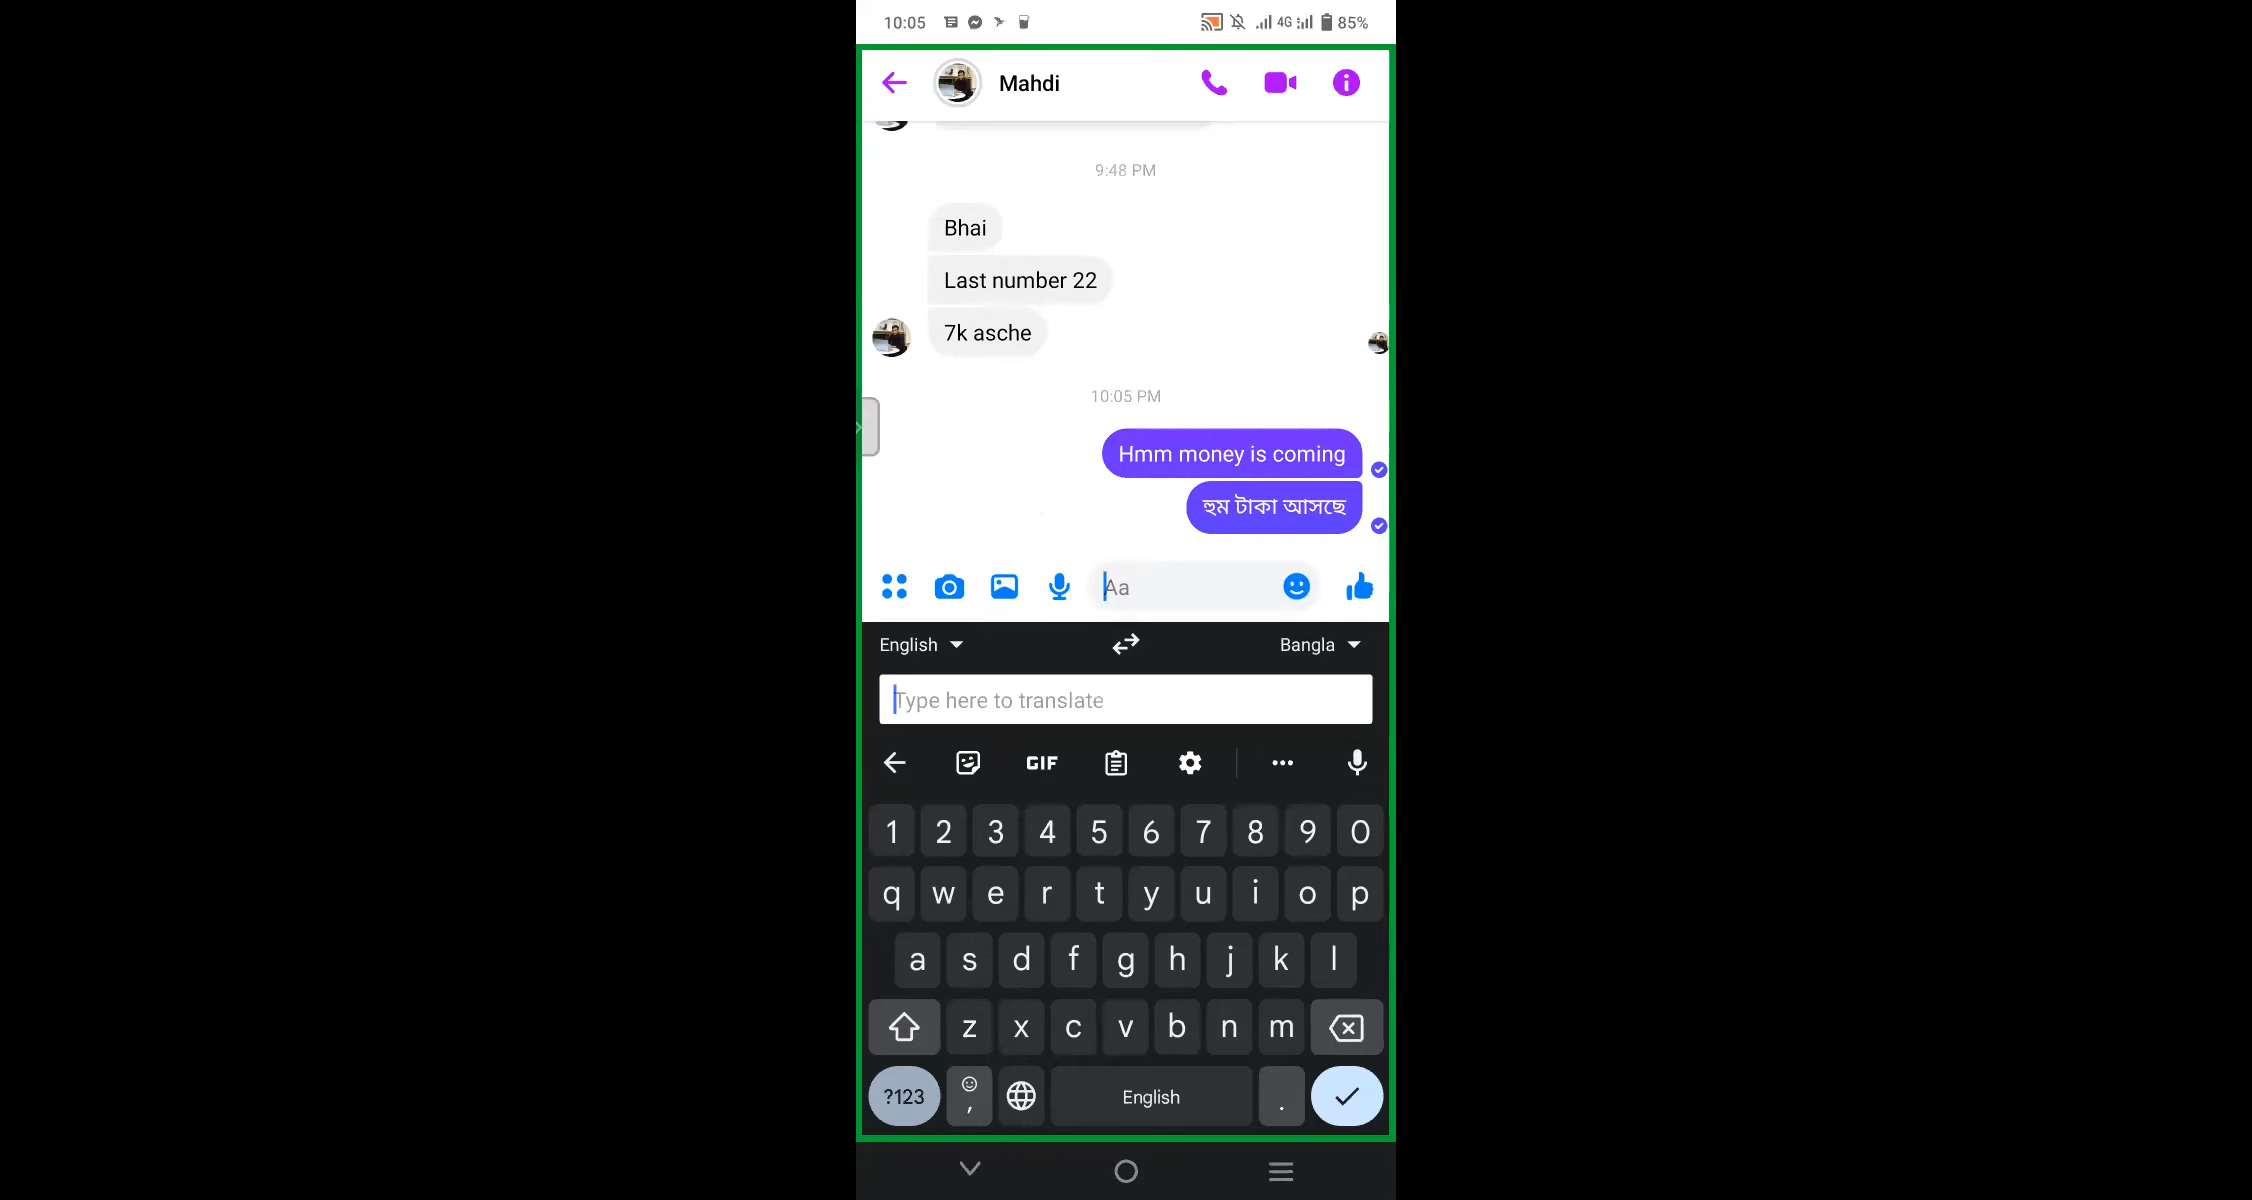 10:05 4G 85%
Mahdi
9:48 PM
Bhai
Last number 22
7k asche
10:05 PM
Hmm money is coming
হুম টাকা আসছে
Aa
English Bangla
Type here to translate
GIF
1 2 3 4 5 6 7 8 9 0
q w e r t y u i o p
a s d f g h j k l
z x c v b n m
?123 , English .